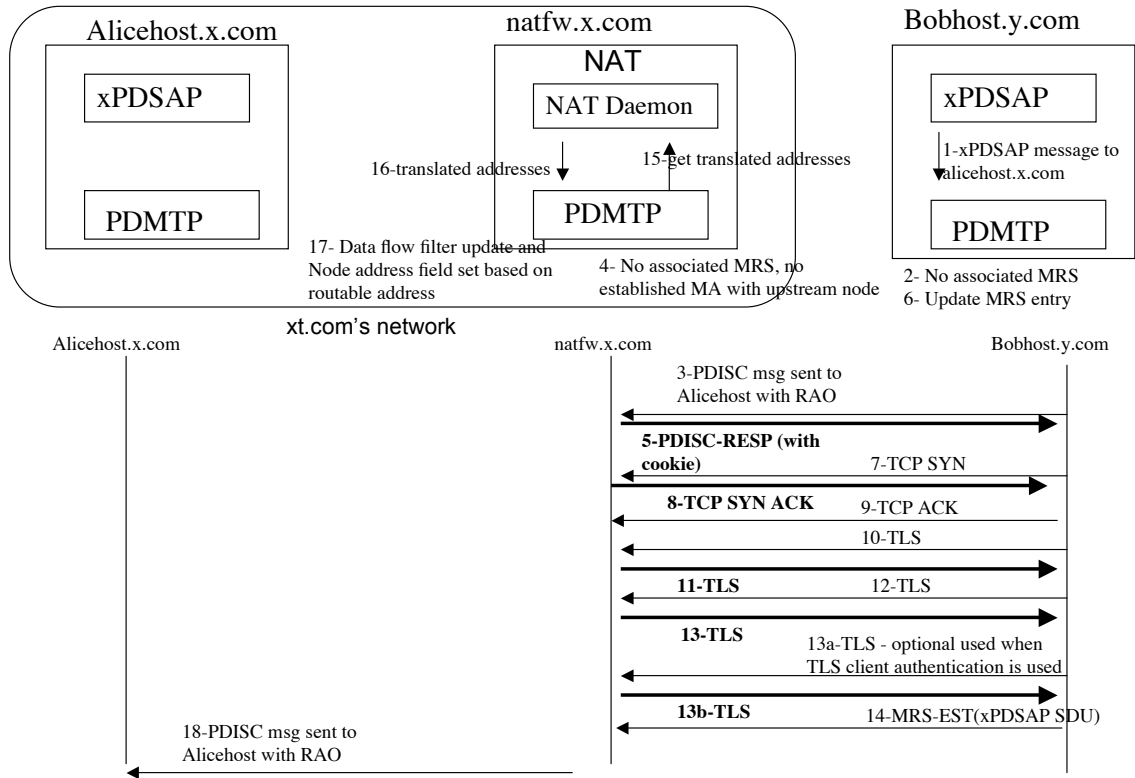 Alicehost.x.com
natfw.x.com
Bobhost.y.com
NAT
xPDSAP
NAT Daemon
xPDSAP
16-translated addresses
15-get translated addresses
1-xPDSAP message to
alicehost.x.com
PDMTP
PDMTP
PDMTP
17- Data flow filter update and
Node address field set based on
routable address
4- No associated MRS, no
established MA with upstream node
2- No associated MRS
6- Update MRS entry
xt.com's network
Alicehost.x.com
natfw.x.com
Bobhost.y.com
3-PDISC msg sent to
Alicehost with RAO
5-PDISC-RESP (with
cookie)
7-TCP SYN
8-TCP SYN ACK
9-TCP ACK
10-TLS
11-TLS
12-TLS
13-TLS
13a-TLS - optional used when
TLS client authentication is used
13b-TLS
14-MRS-EST(xPDSAP SDU)
18-PDISC msg sent to
Alicehost with RAO